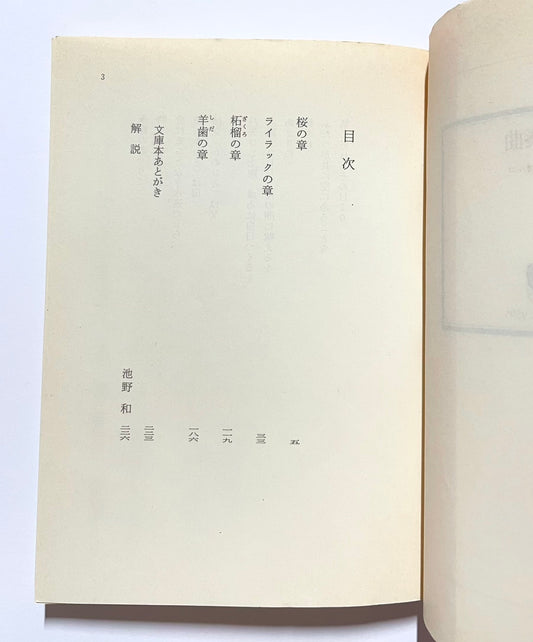 目次
桜の章 五
ライラックの章 三三
柘榴の章 一一九
ざくろ
羊歯の章 一八六
しだ
文庫本あとがき 二三三
解説 池野和 二三六
3
曲